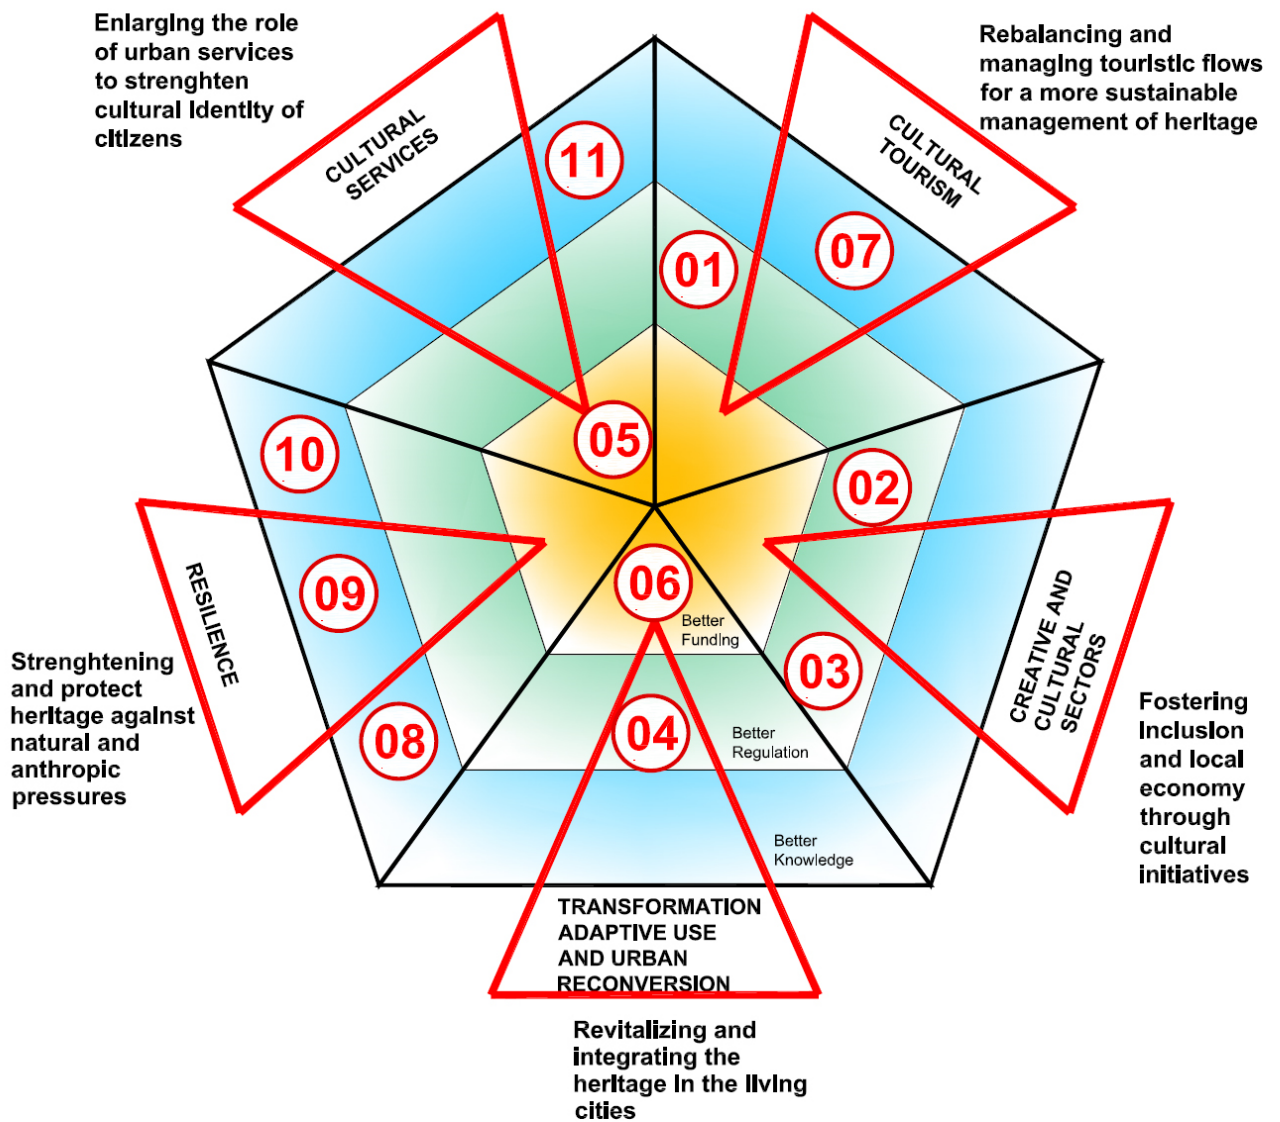 Enlarging the role
of urban services
to strenghten
cultural identity of
citizens
Rebalancing and
managing touristic flows
for a more sustainable
management of heritage
CULTURAL
SERVICES
CULTURAL
TOURISM
11
01
07
05
10
02
09
06
Better
Funding
03
08
04
Better
Regulation
Better
Knowledge
RESILIENCE
CREATIVE AND
CULTURAL
SECTORS
Strenghtening
and protect
heritage against
natural and
anthropic
pressures
Fostering
inclusion
and local
economy
through
cultural
initiatives
TRANSFORMATION
ADAPTIVE USE
AND URBAN
RECONVERSION
Revitalizing and
integrating the
heritage in the living
cities